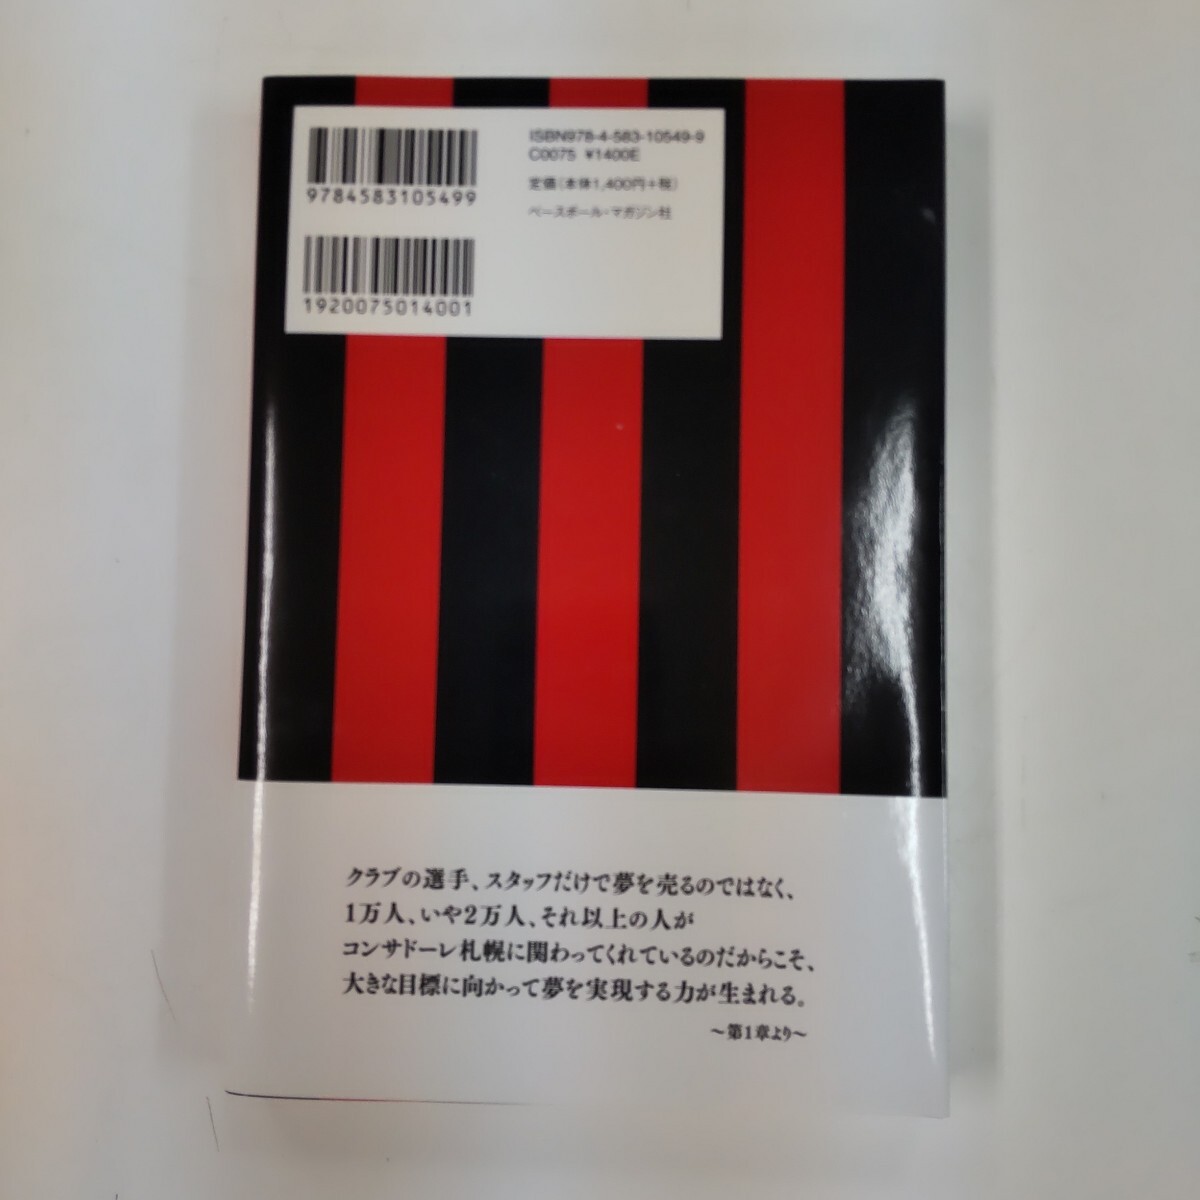 ISBN978-4-583-10549-9
C0075 ¥1400E
定価(本体1,400円+税)
ベースボール・マガジン社
9784583105499
1920075014001
クラブの選手、スタッフだけで夢を売るのではなく、
1万人、いや2万人、それ以上の人が
コンサドーレ札幌に関わってくれているのだからこそ、
大きな目標に向かって夢を実現する力が生まれる。
～第1章より～